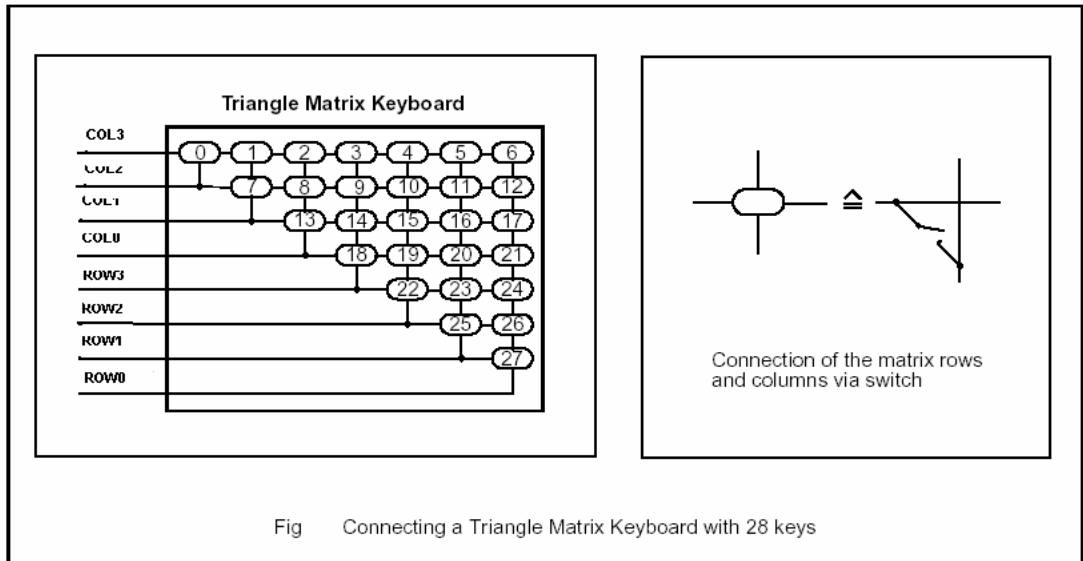 Triangle Matrix Keyboard
COL3
0 1 2 3 4 5 6
COL2
7 8 9 10 11 12
COL1
13 14 15 16 17
COL0
18 19 20 21
ROW3
22 23 24
ROW2
25 26
ROW1
27
ROW0
≙
Connection of the matrix rows
and columns via switch
Fig Connecting a Triangle Matrix Keyboard with 28 keys